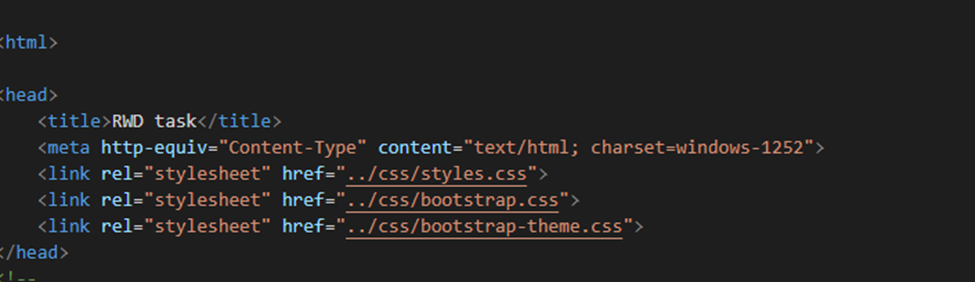 <html>
<head>
<title>RWD task</title>
<meta http-equiv="Content-Type" content="text/html; charset=windows-1252">
<link rel="stylesheet" href="../css/styles.css">
<link rel="stylesheet" href="../css/bootstrap.css">
<link rel="stylesheet" href="../css/bootstrap-theme.css">
</head>
<!--